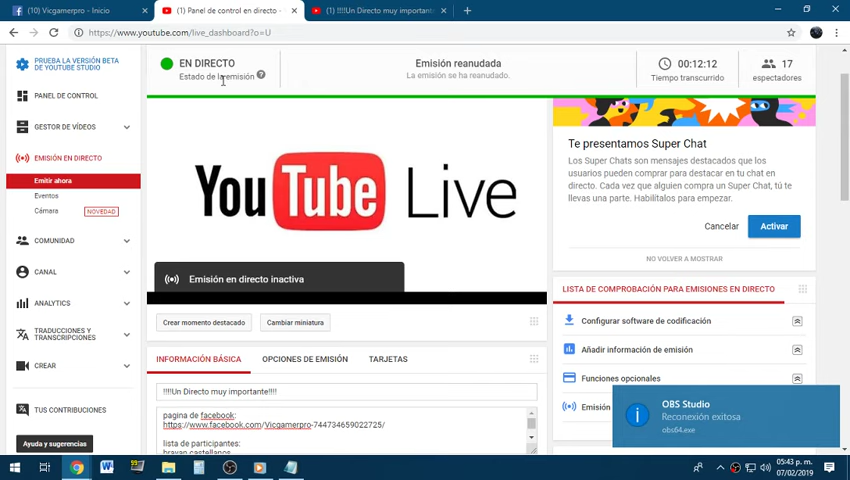 (10) Vicgamerpro - Inicio
(1) Panel de control en directo -
(1) !!!!Un Directo muy importante!
https://www.youtube.com/live_dashboard?o=U
PRUEBA LA VERSIÓN BETA
DE YOUTUBE STUDIO
PANEL DE CONTROL
GESTOR DE VÍDEOS
EMISIÓN EN DIRECTO
Emitir ahora
Eventos
Cámara
NOVEDAD
COMUNIDAD
CANAL
ANALYTICS
TRADUCCIONES Y
TRANSCRIPCIONES
CREAR
TUS CONTRIBUCIONES
Ayuda y sugerencias
EN DIRECTO
Estado de la emisión
Emisión reanudada
La emisión se ha reanudado.
00:12:12
Tiempo transcurrido
17
espectadores
YouTube Live
Emisión en directo inactiva
Crear momento destacado
Cambiar miniatura
INFORMACIÓN BÁSICA
OPCIONES DE EMISIÓN
TARJETAS
!!!!Un Directo muy importante!!!!
pagina de facebook:
https://www.facebook.com/Vicgamerpro-744734659022725/
lista de participantes:
brayan castellanos
Te presentamos Super Chat
Los Super Chats son mensajes destacados que los
usuarios pueden comprar para destacar en tu chat en
directo. Cada vez que alguien compra un Super Chat, tú te
llevas una parte. Habilítalos para empezar.
Cancelar
Activar
NO VOLVER A MOSTRAR
LISTA DE COMPROBACIÓN PARA EMISIONES EN DIRECTO
Configurar software de codificación
Añadir información de emisión
Funciones opcionales
Emisión
OBS Studio
Reconexión exitosa
obs64.exe
05:43 p. m.
07/02/2019